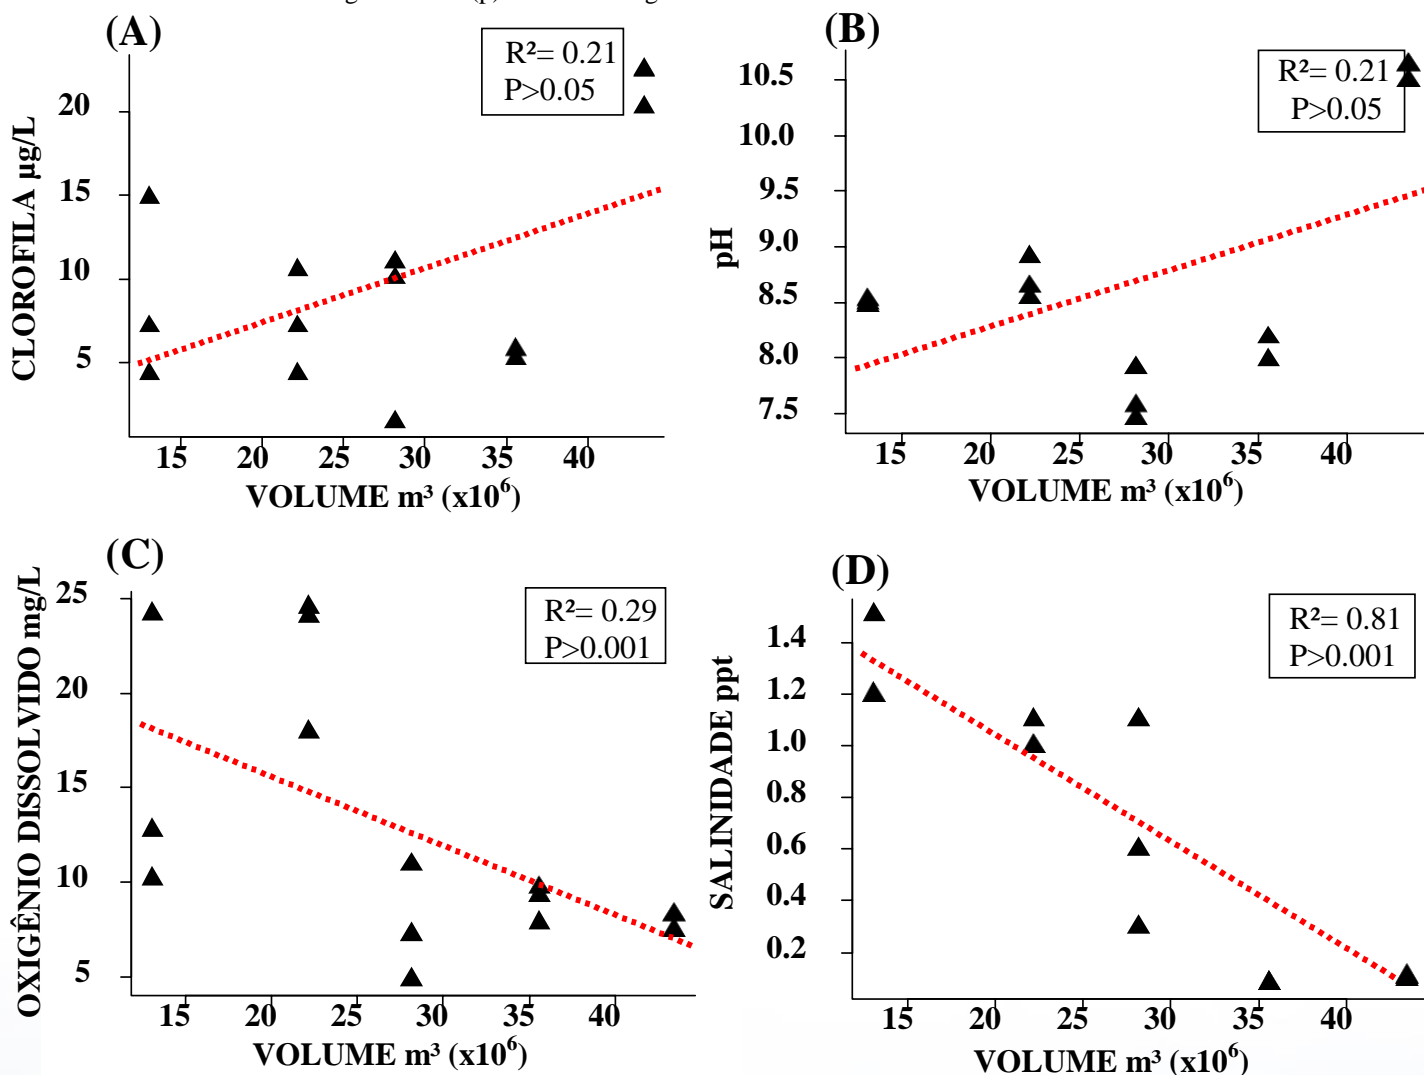 (A)
R²= 0.21
P>0.05
CLOROFILA µg/L
20
15
10
5
15 20 25 30 35 40
VOLUME m³ (x10⁶)
(B)
R²= 0.21
P>0.05
pH
10.5
10.0
9.5
9.0
8.5
8.0
7.5
15 20 25 30 35 40
VOLUME m³ (x10⁶)
(C)
R²= 0.29
P>0.001
OXIGÊNIO DISSOLVIDO mg/L
25
20
15
10
5
15 20 25 30 35 40
VOLUME m³ (x10⁶)
(D)
R²= 0.81
P>0.001
SALINIDADE ppt
1.4
1.2
1.0
0.8
0.6
0.4
0.2
15 20 25 30 35 40
VOLUME m³ (x10⁶)